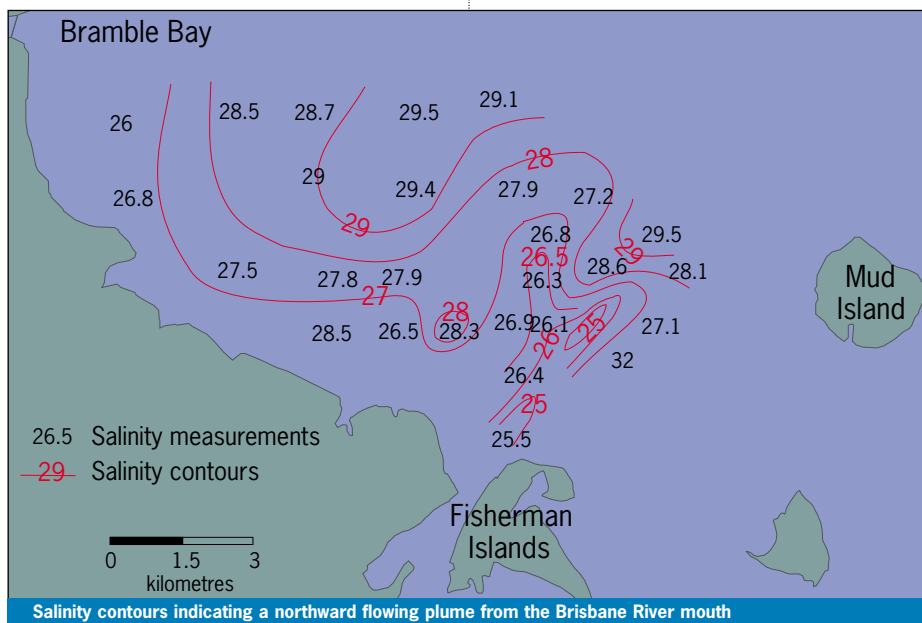 Bramble Bay
29.1
28.5 28.7 29.5
26
28
29 29.4 27.9 27.2
26.8
29 26.8 29.5
29
26.5
27.5 27.8 27.9 26.3 28.6 28.1
27
Mud
Island
28
28.5 26.5 28.3 26.9 26.1 25 27.1
26
32
26.4
25
25.5
26.5 Salinity measurements
29 Salinity contours
Fisherman
Islands
0 1.5 3
kilometres
Salinity contours indicating a northward flowing plume from the Brisbane River mouth